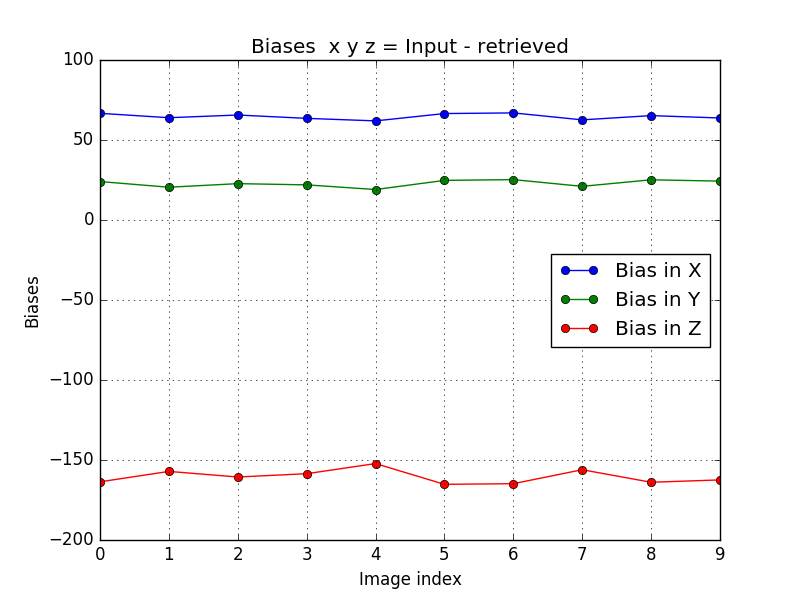 Biases  x y z = Input - retrieved
100
50
0
−50
−100
−150
−200
Biases
Bias in X
Bias in Y
Bias in Z
0 1 2 3 4 5 6 7 8 9
Image index